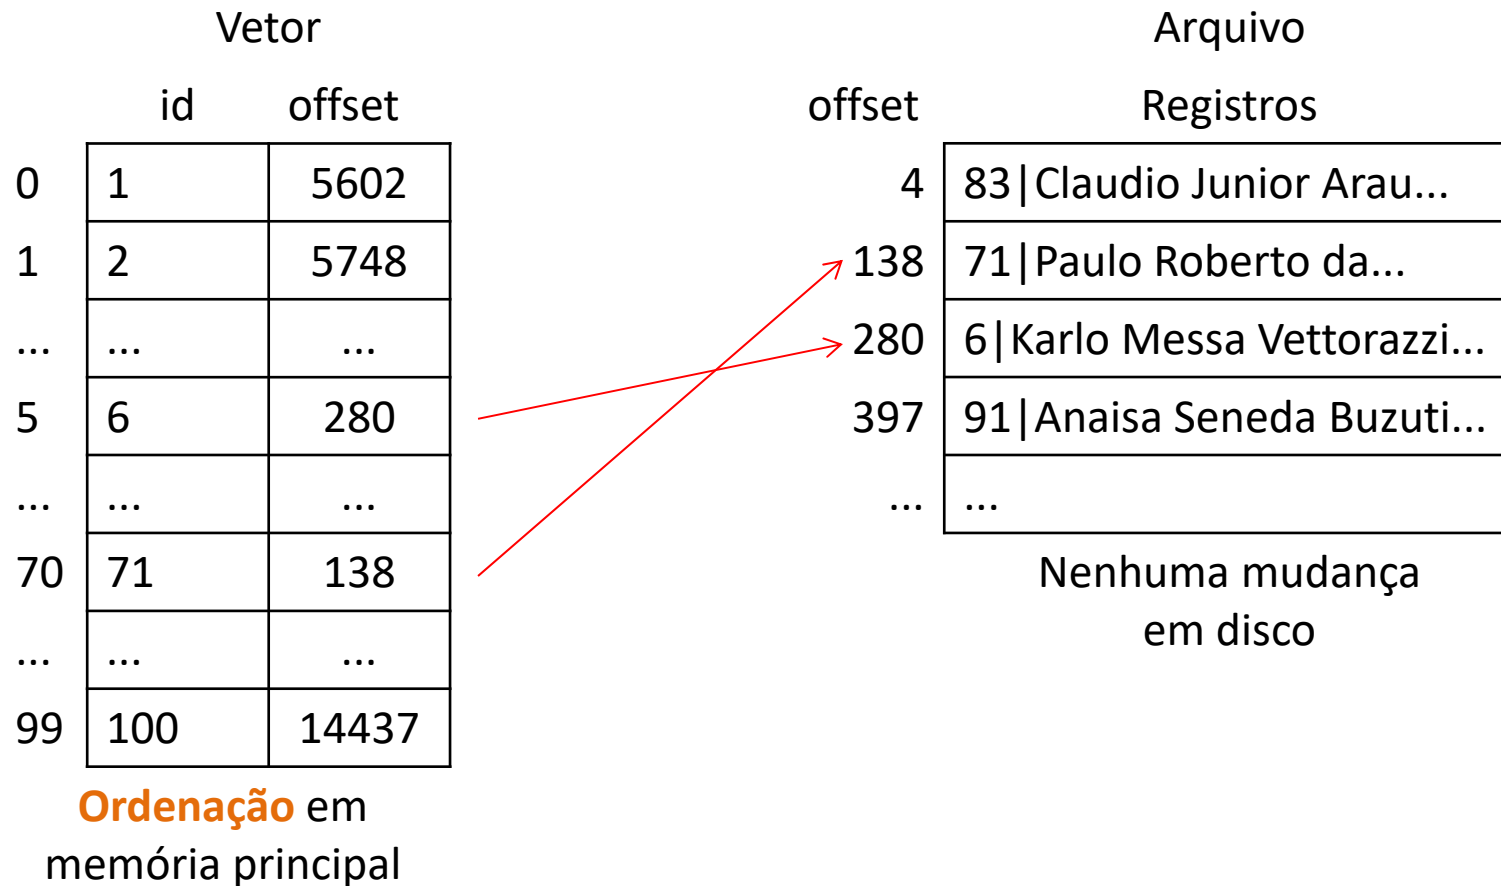 Vetor
id offset
0 1 5602
1 2 5748
... ... ...
5 6 280
... ... ...
70 71 138
... ... ...
99 100 14437
Ordenação em
memória principal
Arquivo
offset Registros
4 83|Claudio Junior Arau...
138 71|Paulo Roberto da...
280 6|Karlo Messa Vettorazzi...
397 91|Anaisa Seneda Buzuti...
... ...
Nenhuma mudança
em disco